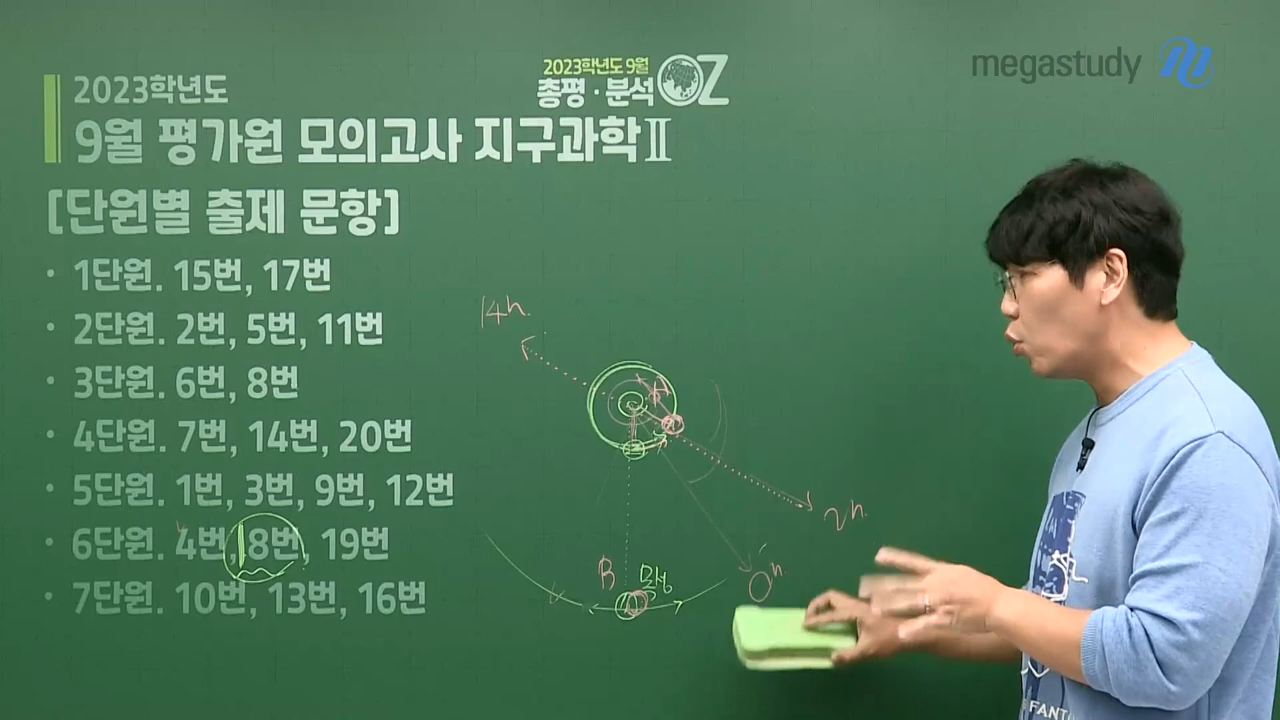 2023학년도
9월 평가원 모의고사 지구과학Ⅱ
2023학년도 9월
총평·분석 OZ
megastudy
[단원별 출제 문항]
• 1단원. 15번, 17번
• 2단원. 2번, 5번, 11번
• 3단원. 6번, 8번
• 4단원. 7번, 14번, 20번
• 5단원. 1번, 3번, 9번, 12번
• 6단원. 4번, 18번, 19번
• 7단원. 10번, 13번, 16번
14h
A
2h
B
0h
FANT